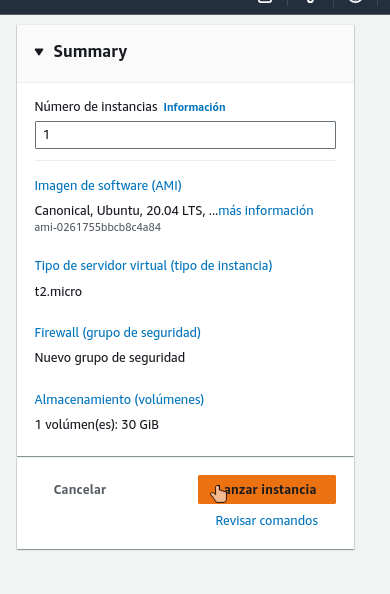 Summary
Número de instancias Información
1
Imagen de software (AMI)
Canonical, Ubuntu, 20.04 LTS, ...más información
ami-0261755bbcb8c4a84
Tipo de servidor virtual (tipo de instancia)
t2.micro
Firewall (grupo de seguridad)
Nuevo grupo de seguridad
Almacenamiento (volúmenes)
1 volúmen(es): 30 GiB
Cancelar
Lanzar instancia
Revisar comandos